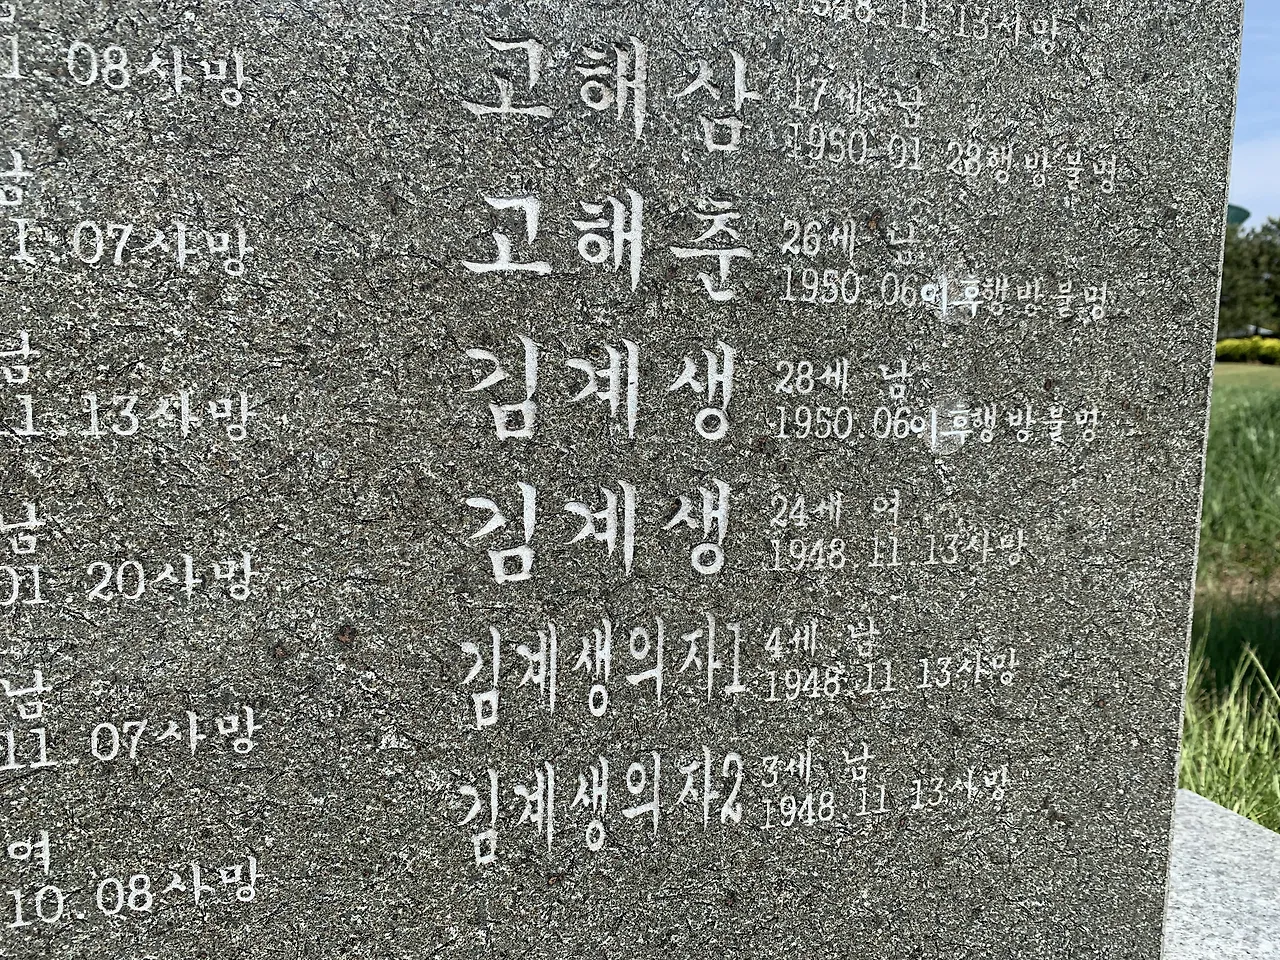 1.08사망
남
1.07사망
남
11.13사망
남
01.20사망
남
11.07사망
여
10.08사망
1948.11.13사망
고해삼 17세 남
1950.01.28행방불명
고해춘 26세 남
1950.06이후행방불명
김계생 28세 남
1950.06이후행방불명
김계생 24세 여
1948.11.13사망
김계생의자1 4세 남
1948.11.13사망
김계생의자2 3세 남
1948.11.13사망